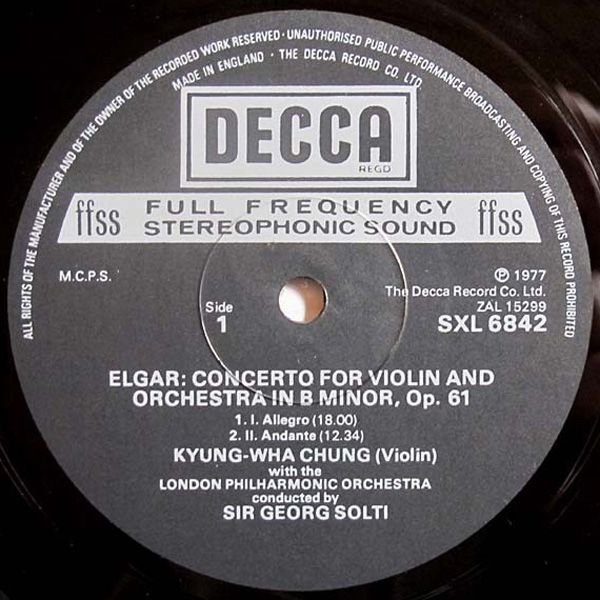 ALL RIGHTS OF THE MANUFACTURER AND OF THE OWNER OF THE RECORDED WORK RESERVED · UNAUTHORISED PUBLIC PERFORMANCE BROADCASTING AND COPYING OF THIS RECORD PROHIBITED
MADE IN ENGLAND · THE DECCA RECORD CO. LTD.
DECCA
REGD
ffss FULL FREQUENCY STEREOPHONIC SOUND ffss
M.C.P.S.
℗ 1977
The Decca Record Co. Ltd.
ZAL 15299
SXL 6842
Side
1
ELGAR: CONCERTO FOR VIOLIN AND
ORCHESTRA IN B MINOR, Op. 61
1. I. Allegro (18.00)
2. II. Andante (12.34)
KYUNG-WHA CHUNG (Violin)
with the
LONDON PHILHARMONIC ORCHESTRA
conducted by
SIR GEORG SOLTI